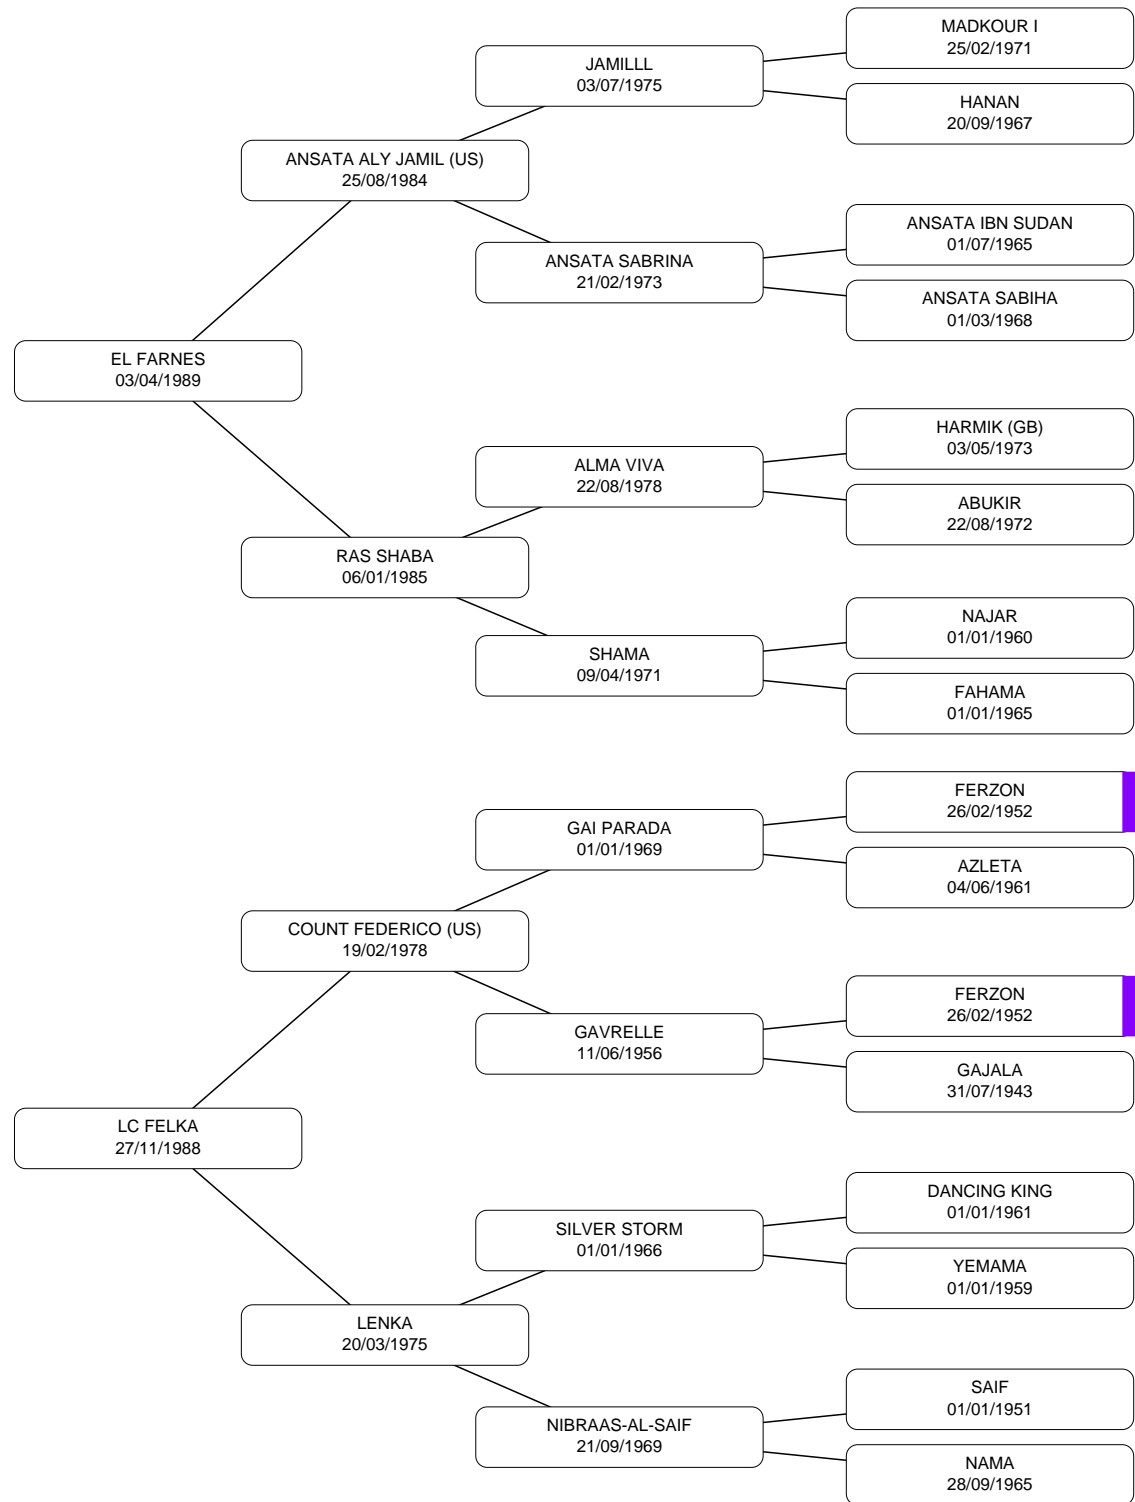 MADKOUR I
25/02/1971
JAMILLL
03/07/1975
HANAN
20/09/1967
ANSATA ALY JAMIL (US)
25/08/1984
ANSATA IBN SUDAN
01/07/1965
ANSATA SABRINA
21/02/1973
ANSATA SABIHA
01/03/1968
EL FARNES
03/04/1989
HARMIK (GB)
03/05/1973
ALMA VIVA
22/08/1978
ABUKIR
22/08/1972
RAS SHABA
06/01/1985
NAJAR
01/01/1960
SHAMA
09/04/1971
FAHAMA
01/01/1965
FERZON
26/02/1952
GAI PARADA
01/01/1969
AZLETA
04/06/1961
COUNT FEDERICO (US)
19/02/1978
FERZON
26/02/1952
GAVRELLE
11/06/1956
GAJALA
31/07/1943
LC FELKA
27/11/1988
DANCING KING
01/01/1961
SILVER STORM
01/01/1966
YEMAMA
01/01/1959
LENKA
20/03/1975
SAIF
01/01/1951
NIBRAAS-AL-SAIF
21/09/1969
NAMA
28/09/1965